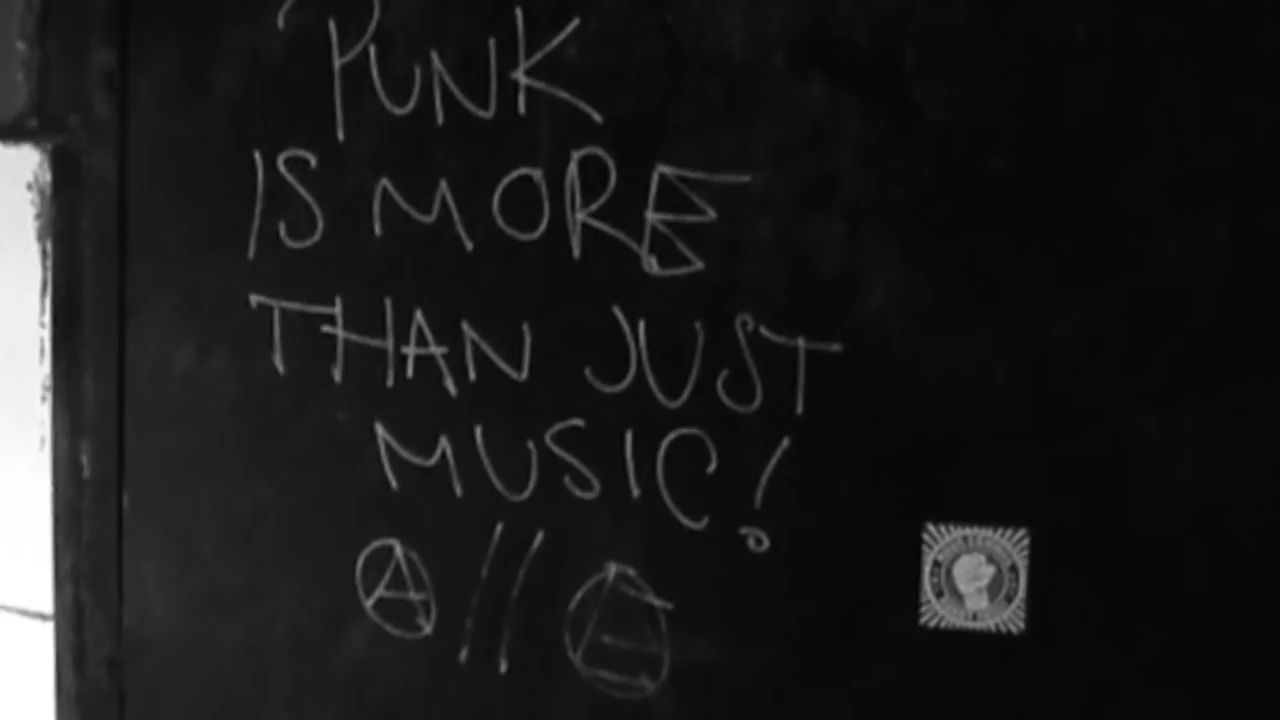 PUNK
IS MORE
THAN JUST
MUSIC!
Ⓐ // Ⓔ